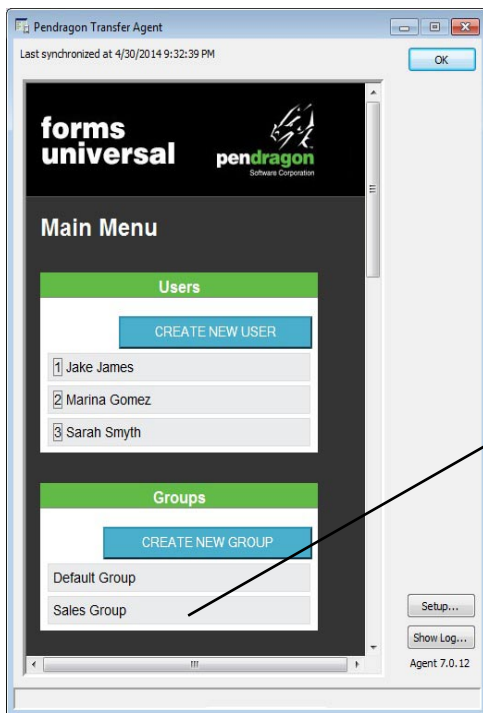 Pendragon Transfer Agent
Last synchronized at 4/30/2014 9:32:39 PM
OK
forms
universal
pendragon
Software Corporation
Main Menu
Users
CREATE NEW USER
1 Jake James
2 Marina Gomez
3 Sarah Smyth
Groups
CREATE NEW GROUP
Default Group
Sales Group
Setup...
Show Log...
Agent 7.0.12